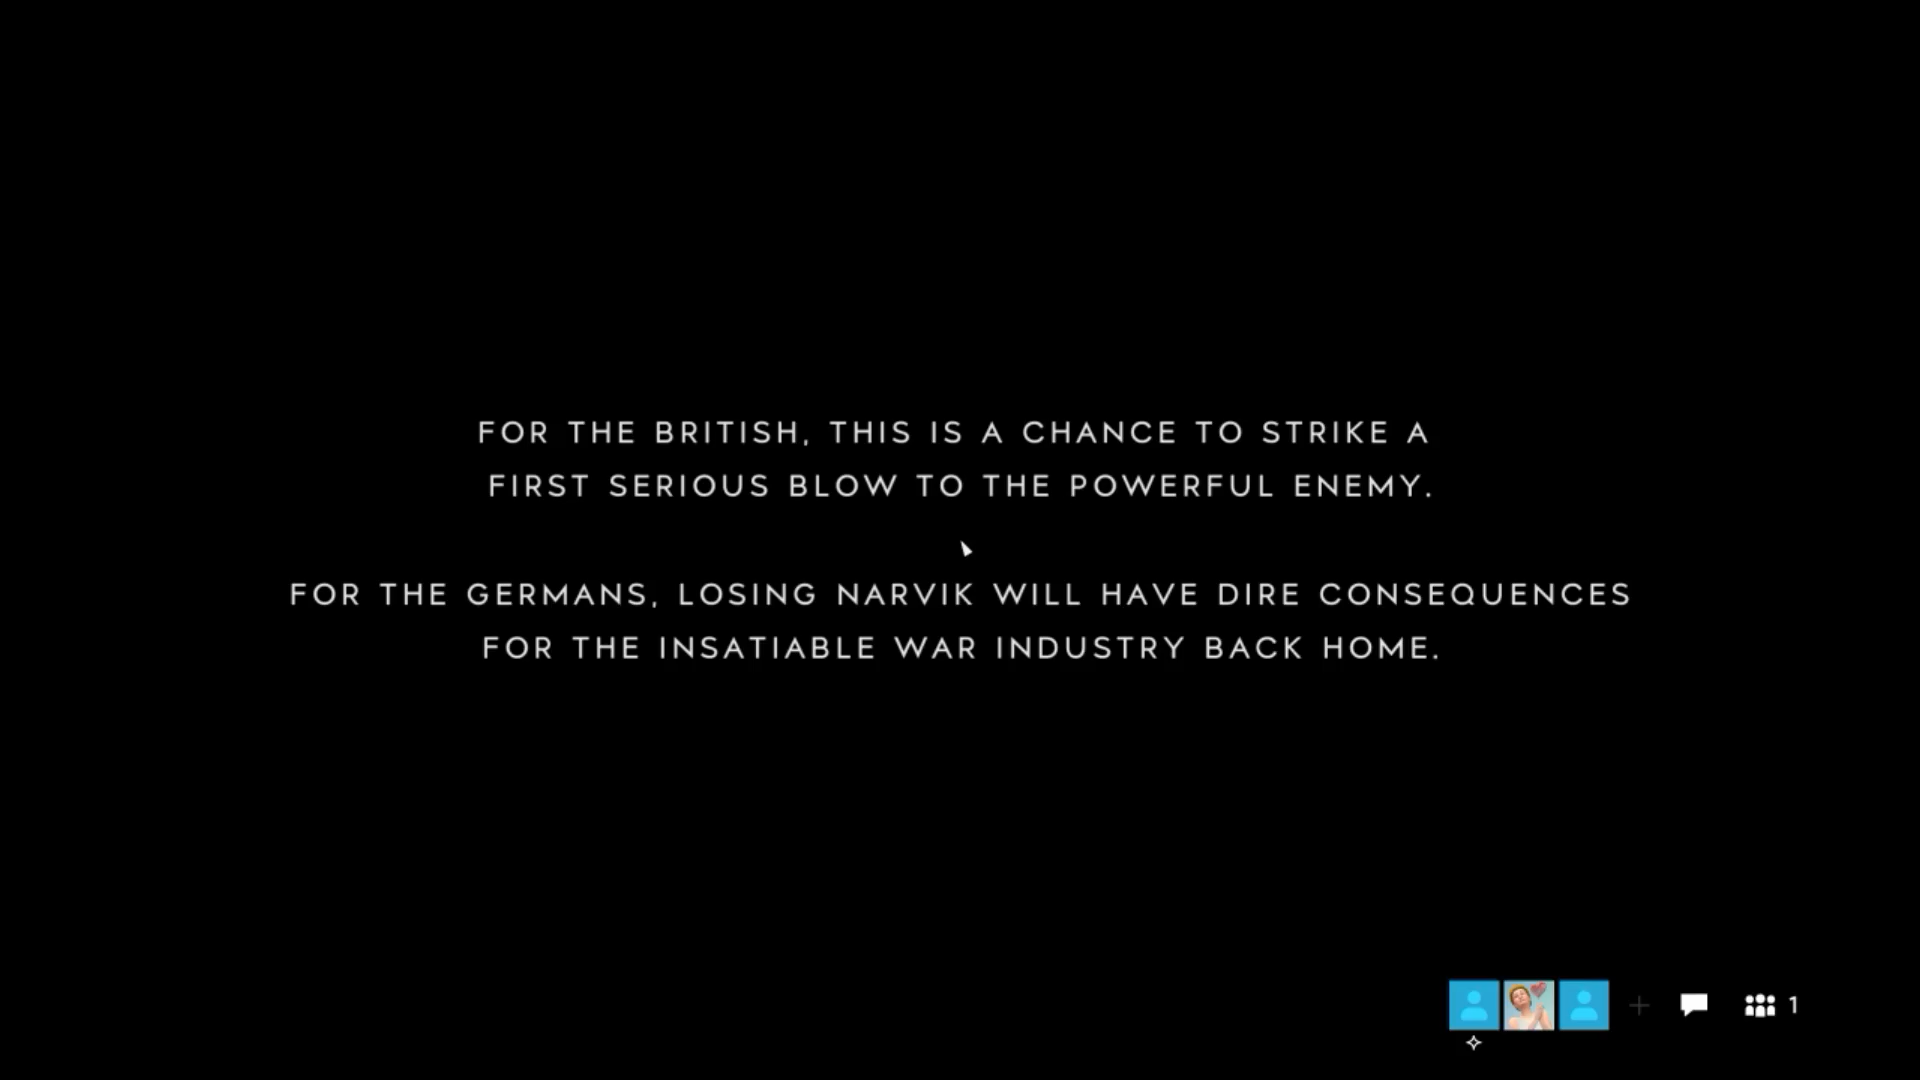 FOR THE BRITISH, THIS IS A CHANCE TO STRIKE A
FIRST SERIOUS BLOW TO THE POWERFUL ENEMY.
FOR THE GERMANS, LOSING NARVIK WILL HAVE DIRE CONSEQUENCES
FOR THE INSATIABLE WAR INDUSTRY BACK HOME.
1